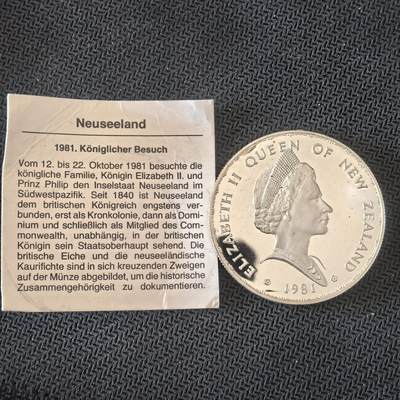 Neuseeland
1981. Königlicher Besuch
Vom 12. bis 22. Oktober 1981 besuchte die
königliche Familie, Königin Elizabeth II. und
Prinz Philip den Inselstaat Neuseeland im
Südwestpazifik. Seit 1840 ist Neuseeland
dem britischen Königreich engstens ver-
bunden, erst als Kronkolonie, dann als Domi-
nium und schließlich als Mitglied des Com-
monwealth, unabhängig, in der britischen
Königin sein Staatsoberhaupt sehend. Die
britische Eiche und die neuseeländische
Kaurifichte sind in sich kreuzenden Zweigen
auf der Münze abgebildet, um die historische
Zusammengehörigkeit zu dokumentieren.
ELIZABETH II QUEEN OF NEW ZEALAND
1981